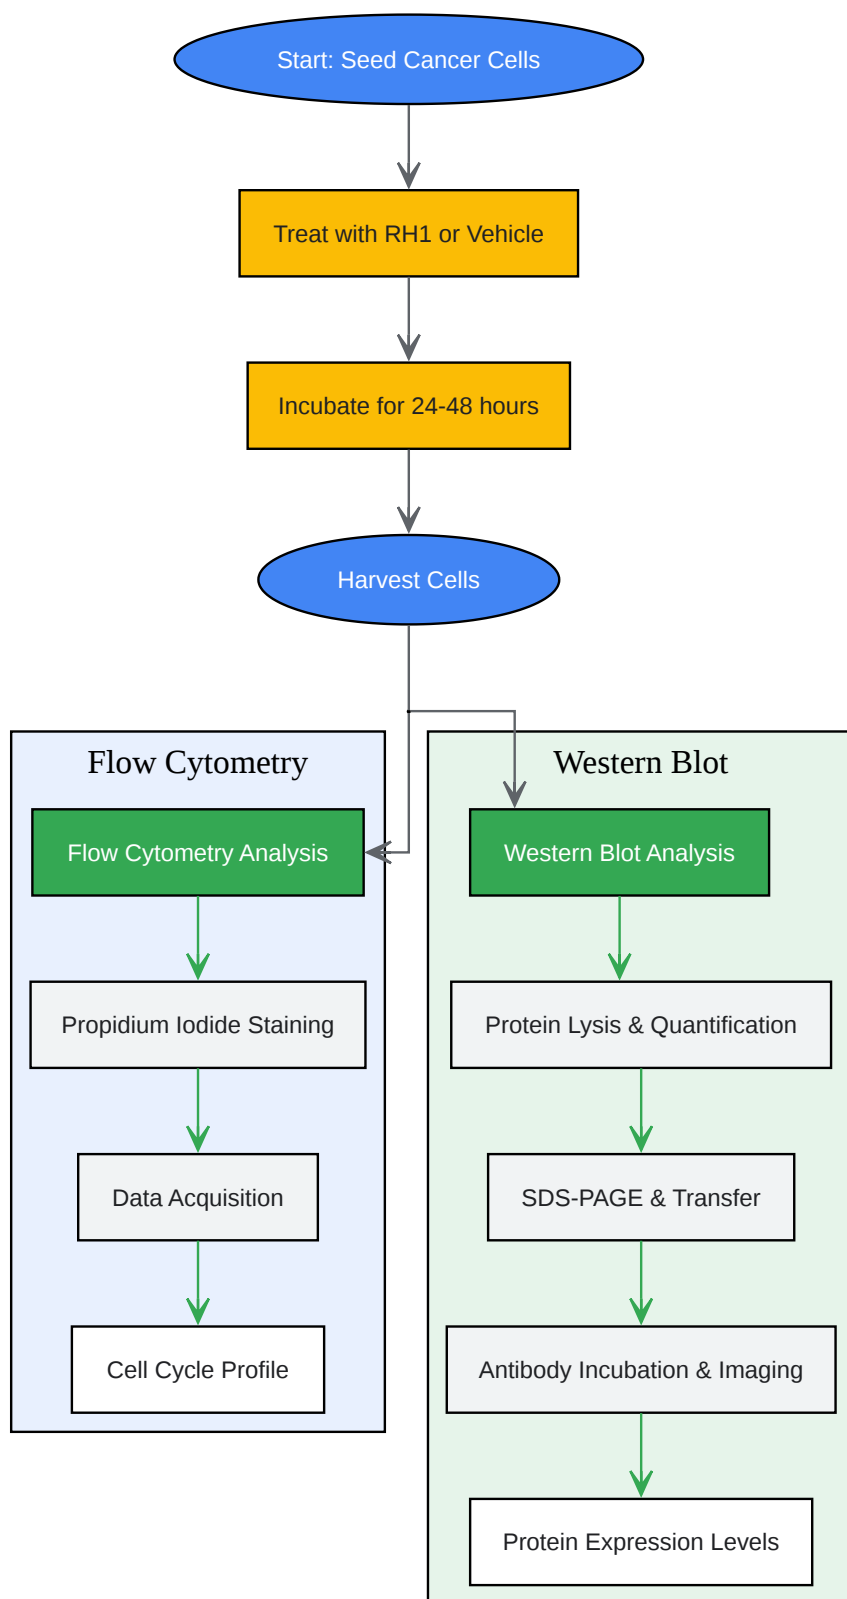 Start: Seed Cancer Cells
Treat with RH1 or Vehicle
Incubate for 24-48 hours
Harvest Cells
Flow Cytometry
Flow Cytometry Analysis
Propidium Iodide Staining
Data Acquisition
Cell Cycle Profile
Western Blot
Western Blot Analysis
Protein Lysis & Quantification
SDS-PAGE & Transfer
Antibody Incubation & Imaging
Protein Expression Levels